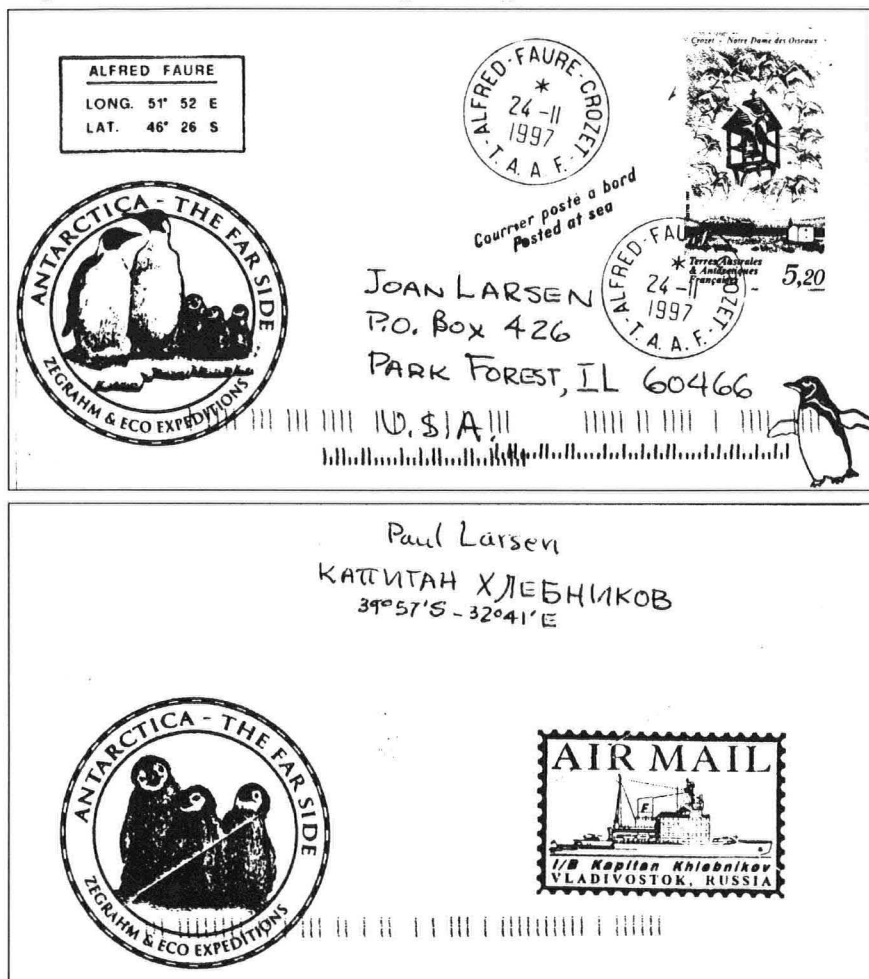 ALFRED FAURE
LONG. 51° 52 E
LAT. 46° 26 S
ALFRED-FAURE-CROZET
*
24-11
1997
-T.A.A.F.-
Crozet - Notre Dame des Oiseaux
Courrier posté a bord
Posted at sea
Terres Australes
& Antarctiques
Françaises
5,20
ALFRED-FAURE-CROZET
*
24-11
1997
-T.A.A.F.-
ANTARCTICA - THE FAR SIDE
ZEGRAHM & ECO EXPEDITIONS
JOAN LARSEN
P.O. BOX 426
PARK FOREST, IL 60466
U.S.A.
Paul Larsen
КАПИТАН ХЛЕБНИКОВ
39°57'S - 32°41'E
ANTARCTICA - THE FAR SIDE
ZEGRAHM & ECO EXPEDITIONS
AIR MAIL
I/B Kapitan Khlebnikov
VLADIVOSTOK, RUSSIA